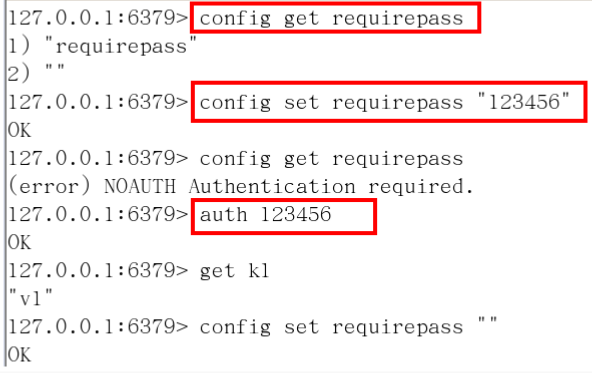 127.0.0.1:6379> config get requirepass
1) "requirepass"
2) ""
127.0.0.1:6379> config set requirepass "123456"
OK
127.0.0.1:6379> config get requirepass
(error) NOAUTH Authentication required.
127.0.0.1:6379> auth 123456
OK
127.0.0.1:6379> get k1
"v1"
127.0.0.1:6379> config set requirepass ""
OK